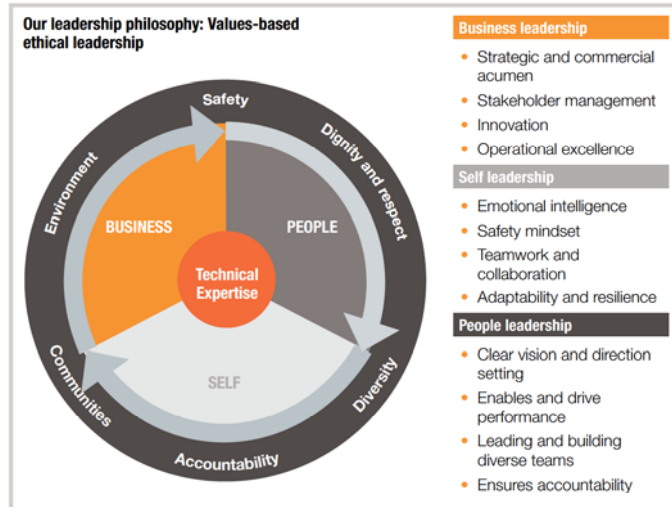 Our leadership philosophy: Values-based
ethical leadership
Safety
Dignity and respect
Diversity
Accountability
Communities
Environment
BUSINESS
PEOPLE
Technical
Expertise
SELF
Business leadership
• Strategic and commercial
acumen
• Stakeholder management
• Innovation
• Operational excellence
Self leadership
• Emotional intelligence
• Safety mindset
• Teamwork and
collaboration
• Adaptability and resilience
People leadership
• Clear vision and direction
setting
• Enables and drive
performance
• Leading and building
diverse teams
• Ensures accountability